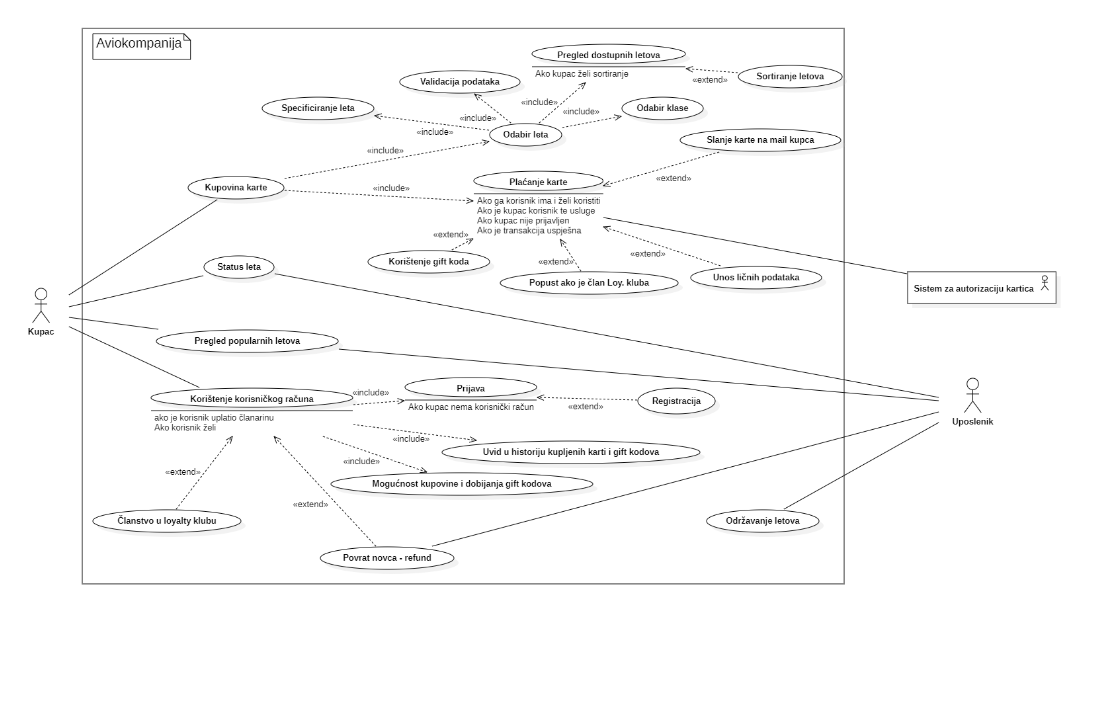 Aviokompanija
Pregled dostupnih letova
Ako kupac želi sortiranje
Sortiranje letova
«extend»
Validacija podataka
«include»
«include»
«include»
Specificiranje leta
Odabir klase
«include»
Odabir leta
Slanje karte na mail kupca
«include»
«extend»
Kupovina karte
«include»
Plaćanje karte
Ako ga korisnik ima i želi koristiti
Ako je kupac korisnik te usluge
Ako kupac nije prijavljen
Ako je transakcija uspješna
«extend»
«extend»
«extend»
Korištenje gift koda
Popust ako je član Loy. kluba
Unos ličnih podataka
Status leta
Sistem za autorizaciju kartica
Kupac
Pregled popularnih letova
Korištenje korisničkog računa
ako je korisnik uplatio članarinu
Ako korisnik želi
«include»
Prijava
Ako kupac nema korisnički račun
«extend»
Registracija
Uposlenik
«include»
Uvid u historiju kupljenih karti i gift kodova
«include»
Mogućnost kupovine i dobijanja gift kodova
«extend»
«extend»
Članstvo u loyalty klubu
Održavanje letova
Povrat novca - refund